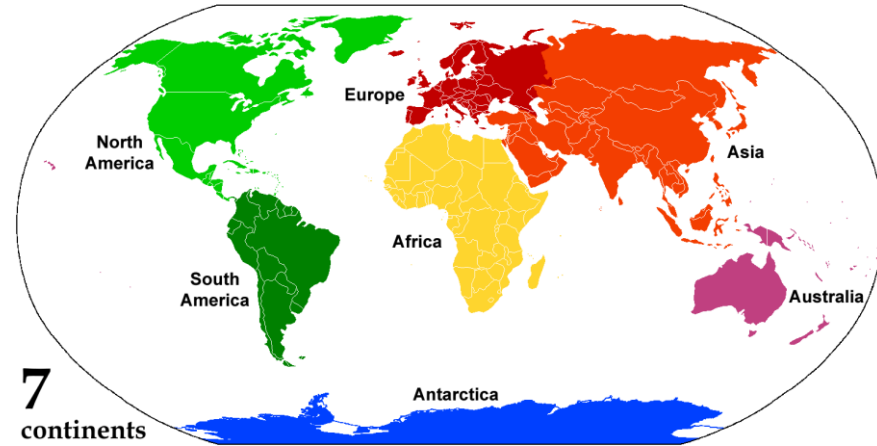 Europe
North
America
Asia
Africa
South
America
Australia
Antarctica
7
continents